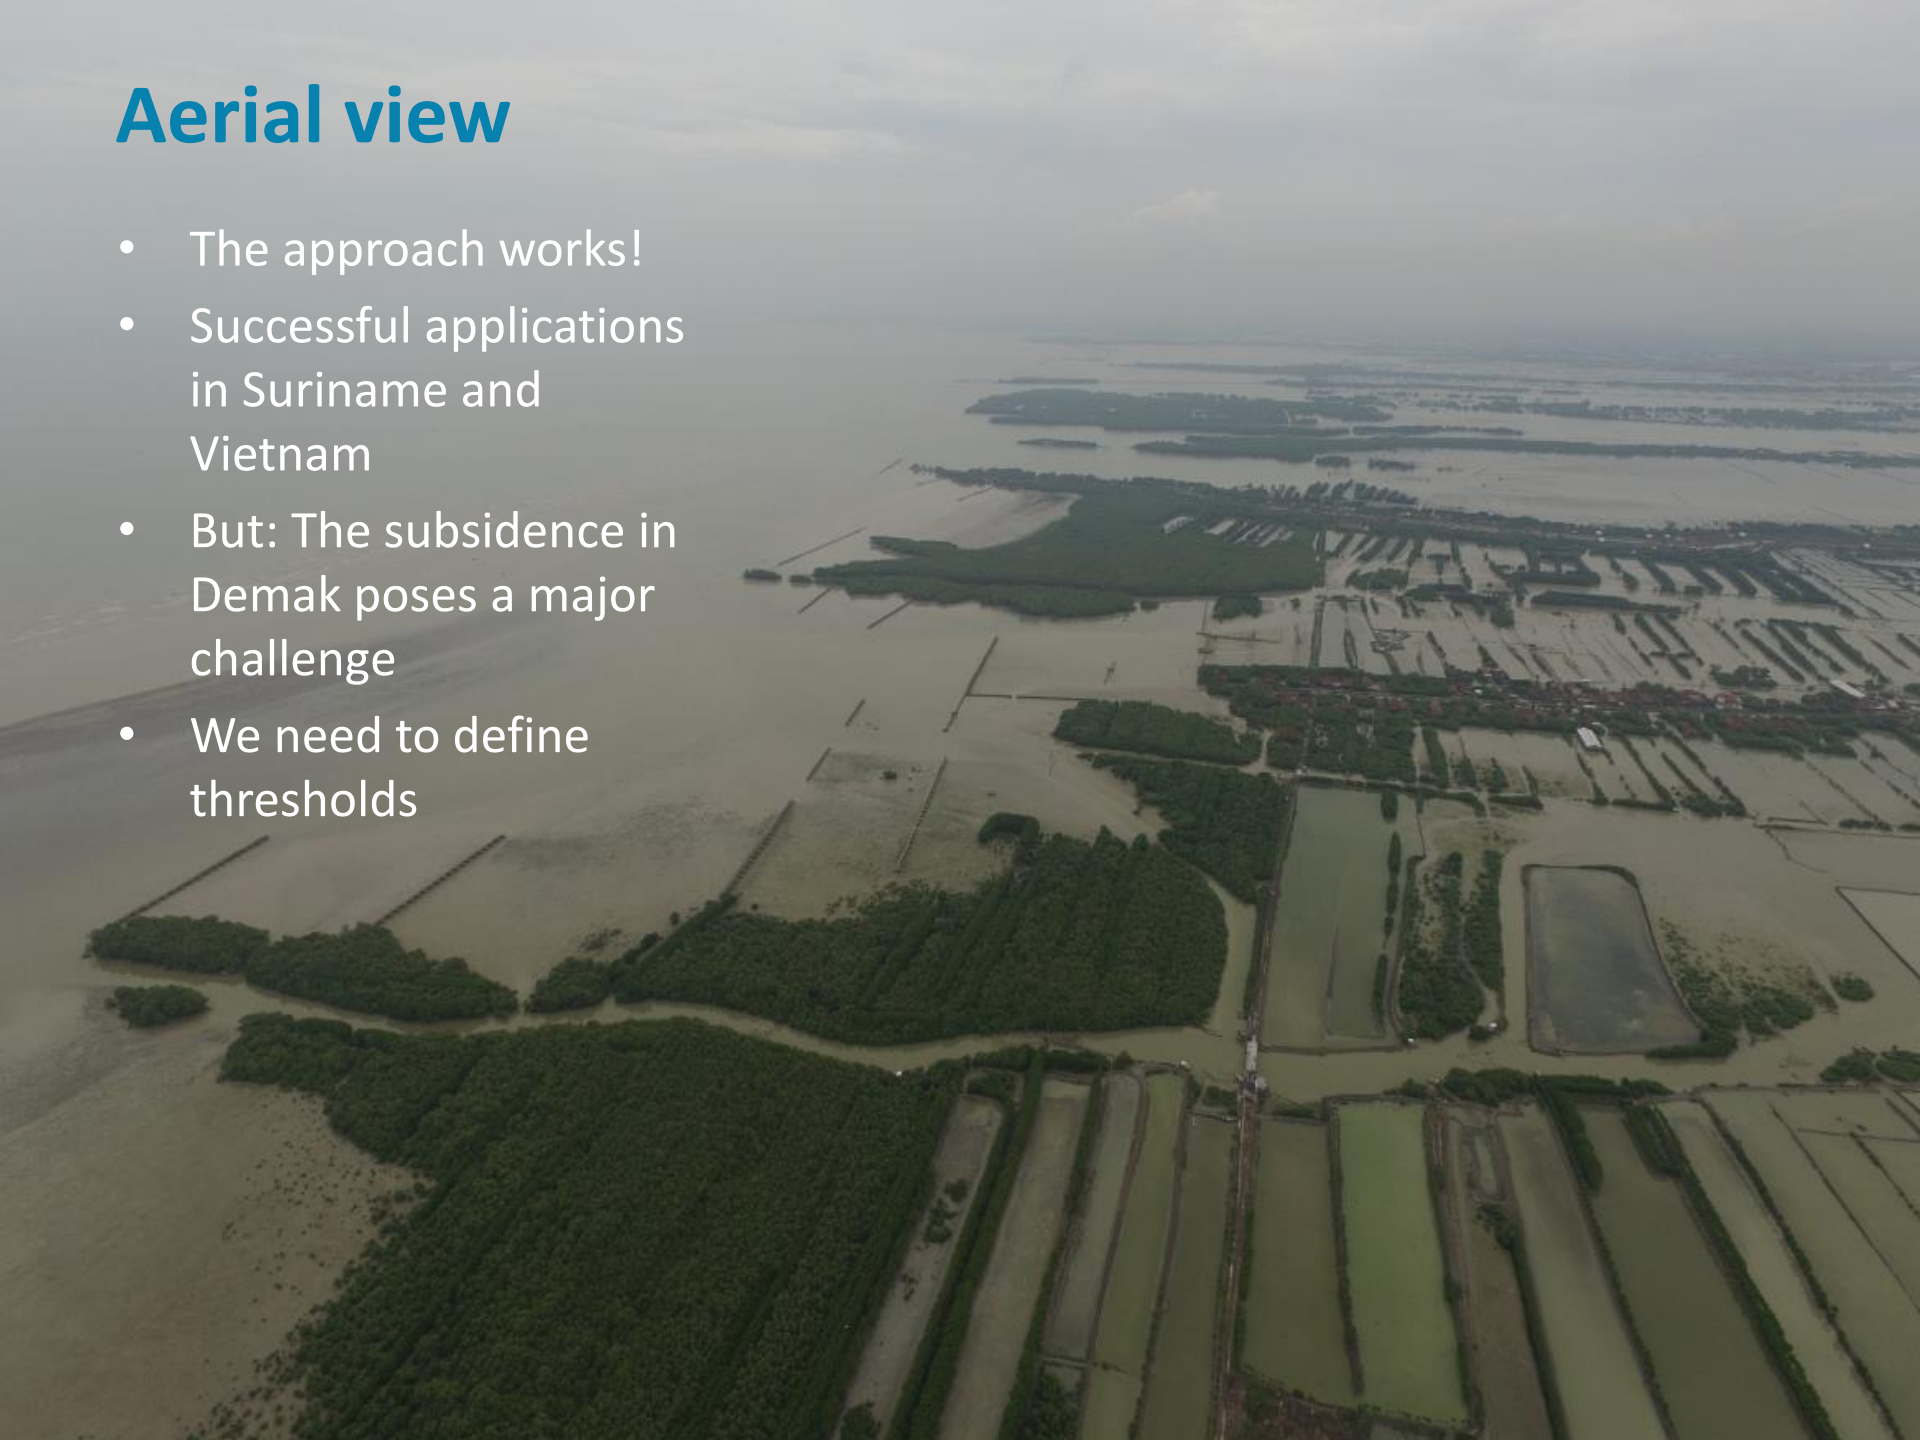 Aerial view
• The approach works!
• Successful applications
in Suriname and
Vietnam
• But: The subsidence in
Demak poses a major
challenge
• We need to define
thresholds